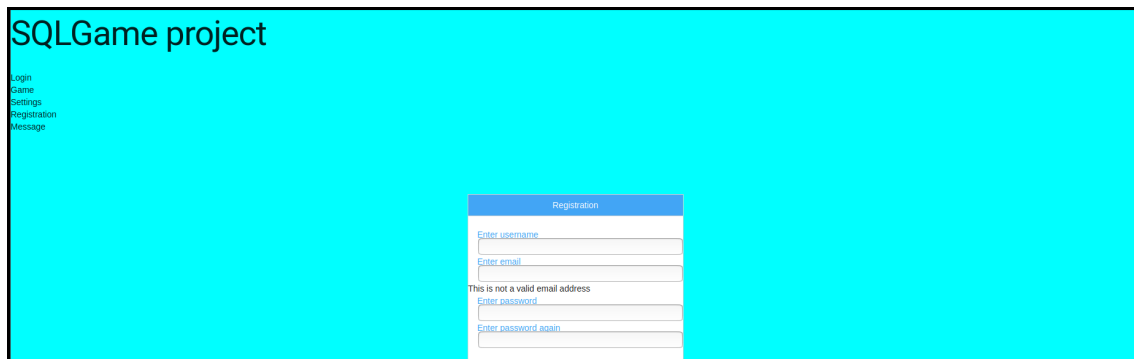 SQLGame project
Login
Game
Settings
Registration
Message
Registration
Enter username
Enter email
This is not a valid email address
Enter password
Enter password again